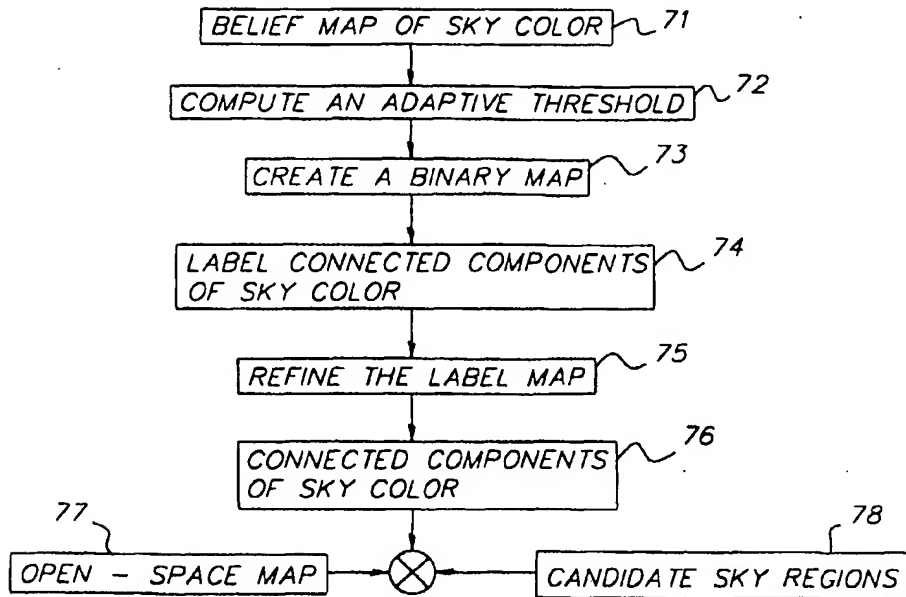 BELIEF MAP OF SKY COLOR
71
COMPUTE AN ADAPTIVE THRESHOLD
72
CREATE A BINARY MAP
73
LABEL CONNECTED COMPONENTS
OF SKY COLOR
74
REFINE THE LABEL MAP
75
CONNECTED COMPONENTS
OF SKY COLOR
76
77
OPEN - SPACE MAP
78
CANDIDATE SKY REGIONS